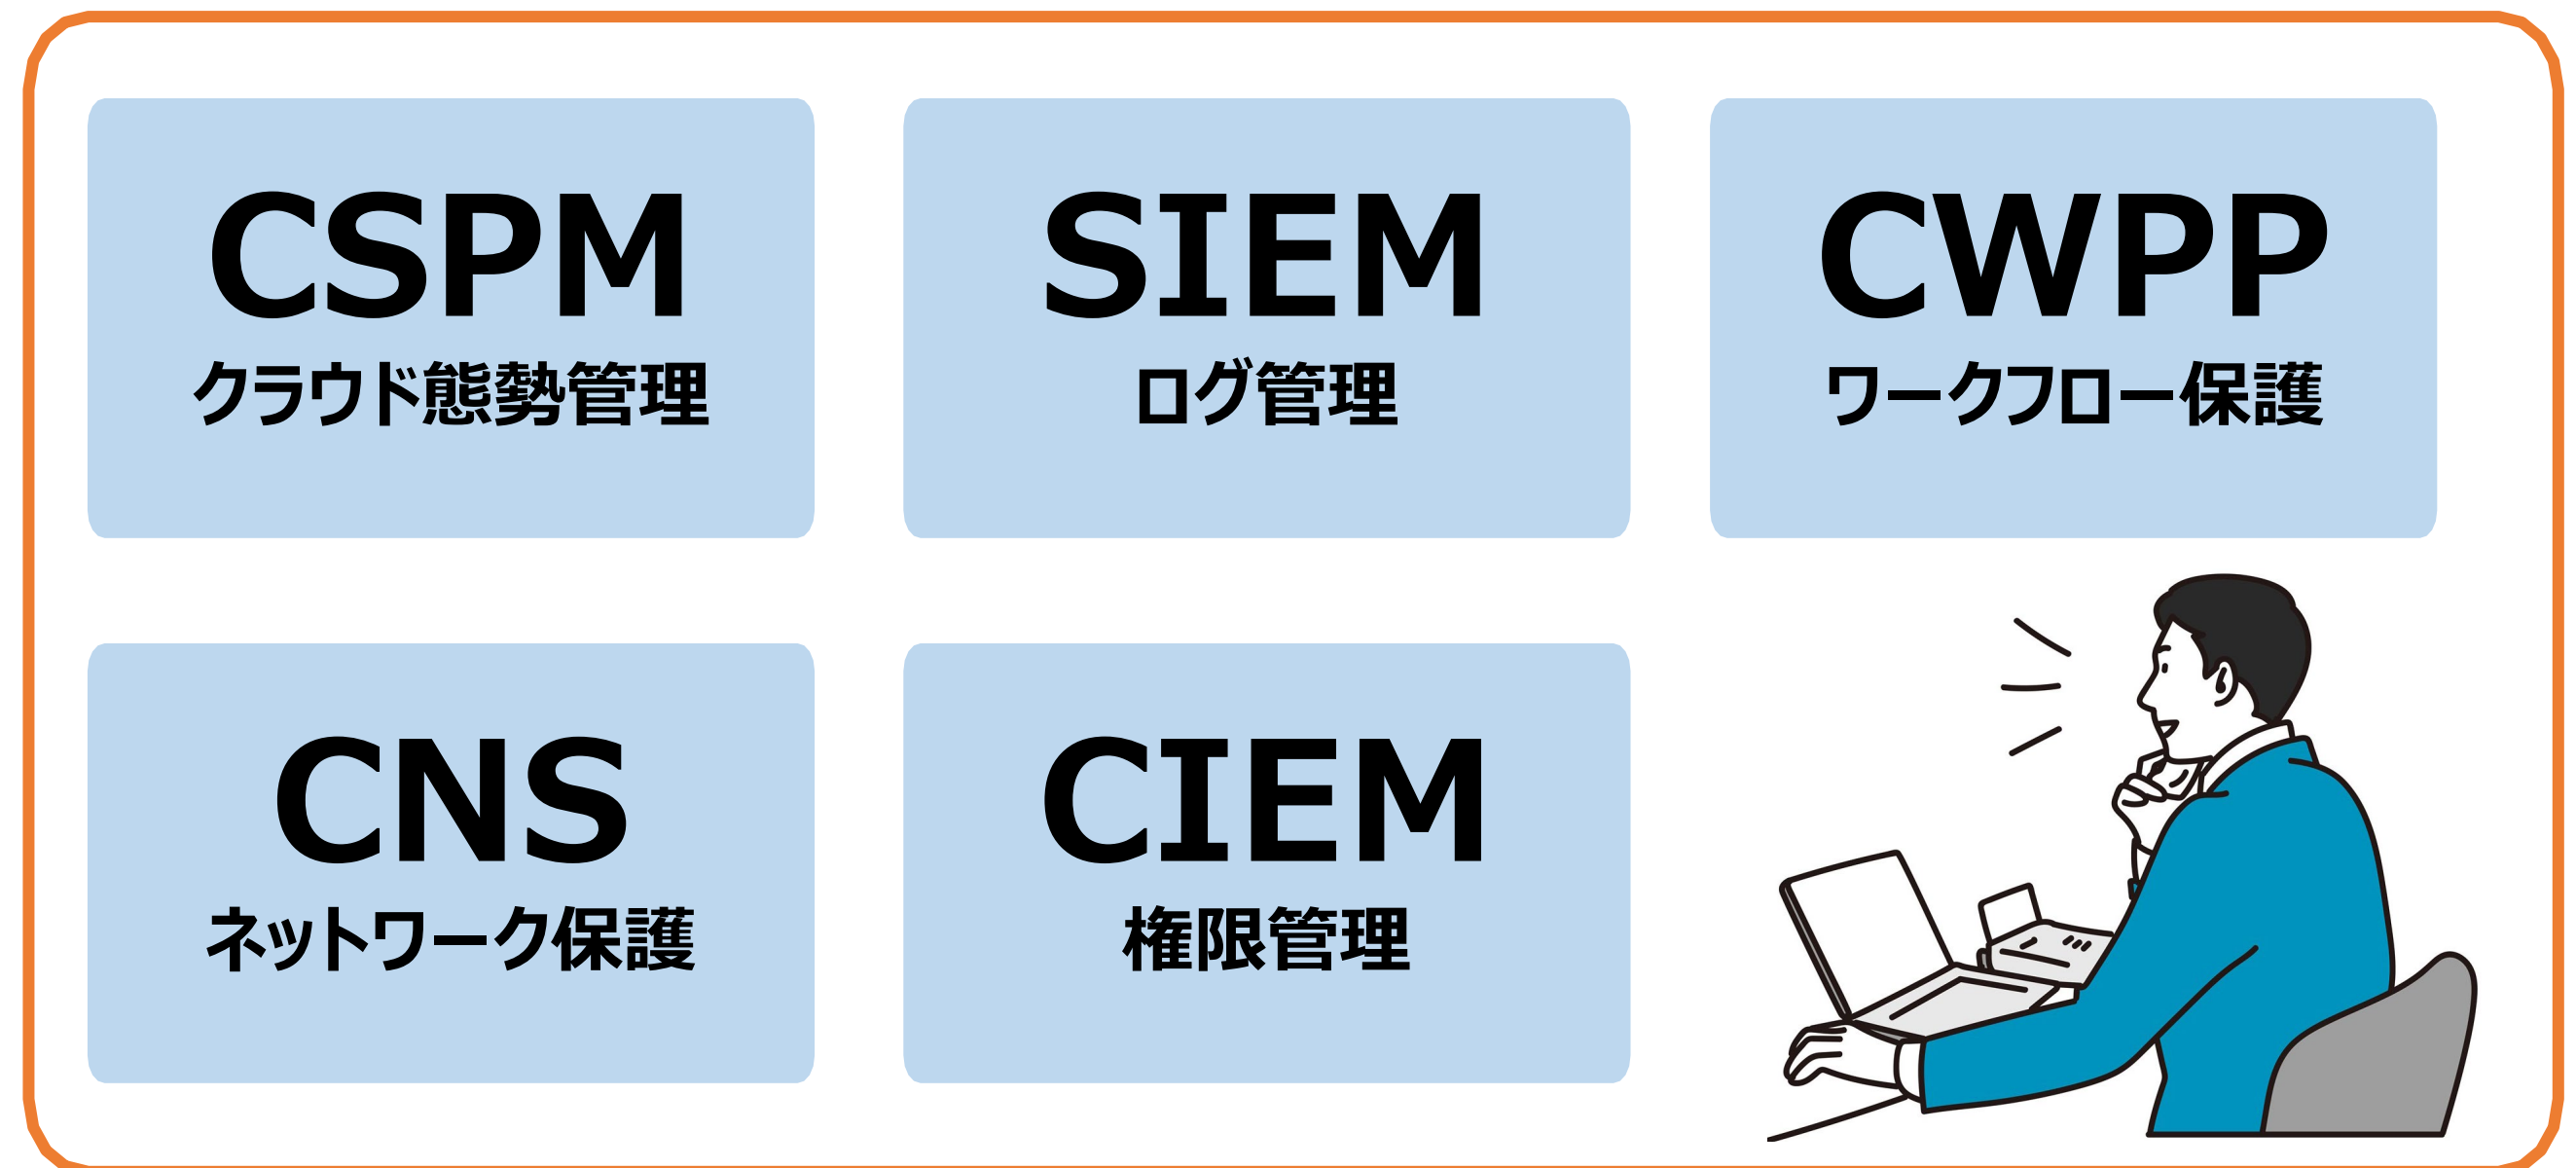 CSPM
クラウド態勢管理
SIEM
ログ管理
CWPP
ワークフロー保護
CNS
ネットワーク保護
CIEM
権限管理